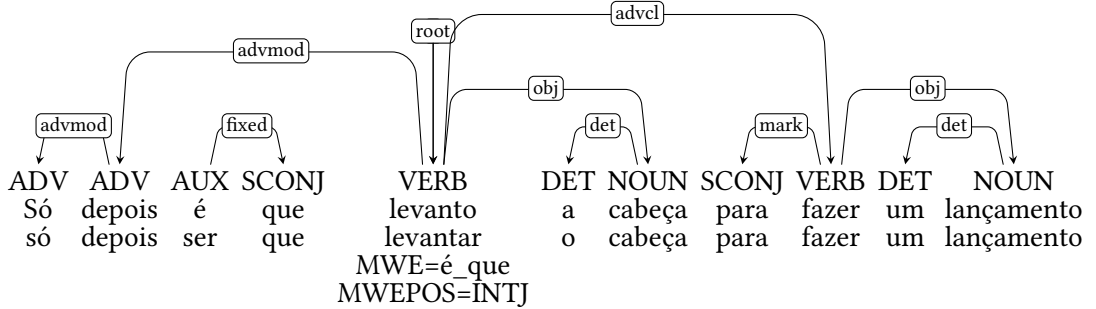 advcl
root
advmod
obj obj
advmod fixed det mark det
ADV ADV AUX SCONJ VERB DET NOUN SCONJ VERB DET NOUN
Só depois é que levanto a cabeça para fazer um lançamento
só depois ser que levantar o cabeça para fazer um lançamento
MWE=é_que
MWEPOS=INTJ